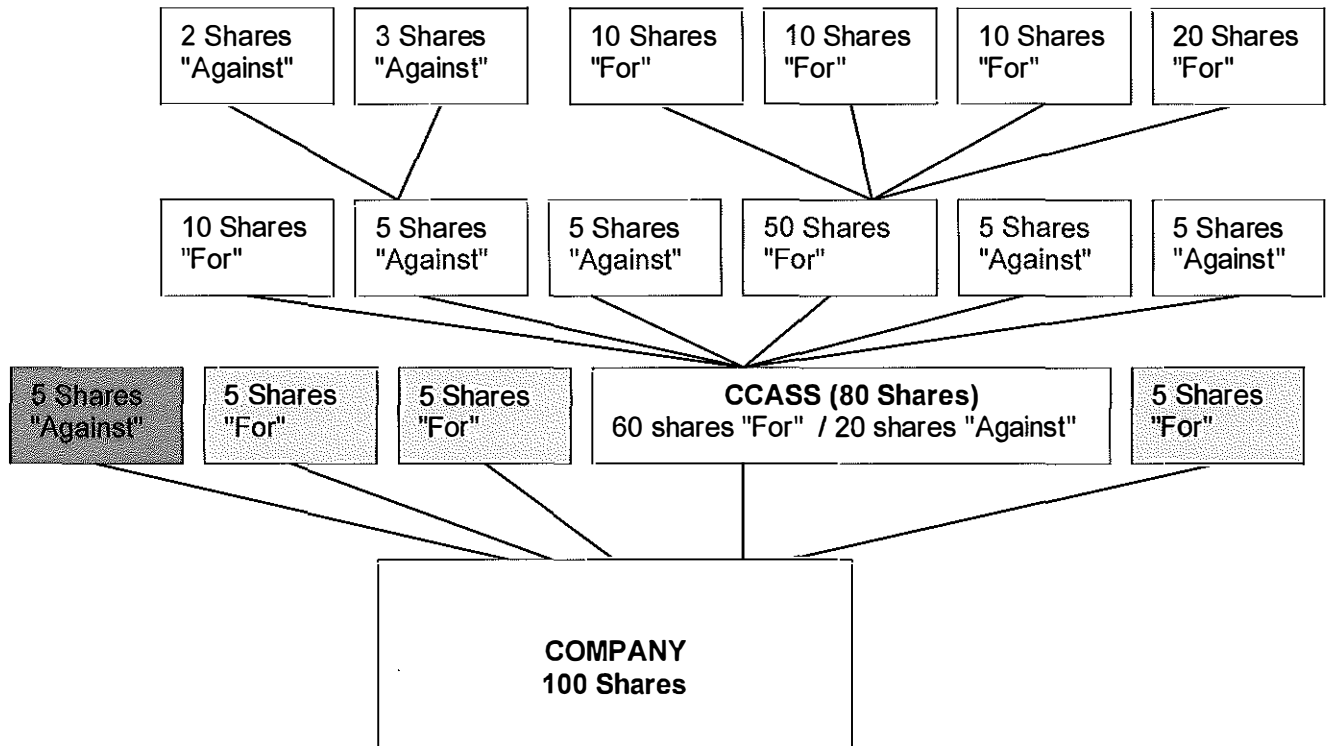 2 Shares
"Against"
3 Shares
"Against"
10 Shares
"For"
10 Shares
"For"
10 Shares
"For"
20 Shares
"For"
10 Shares
"For"
5 Shares
"Against"
5 Shares
"Against"
50 Shares
"For"
5 Shares
"Against"
5 Shares
"Against"
5 Shares
"Against"
5 Shares
"For"
5 Shares
"For"
CCASS (80 Shares)
60 shares "For" / 20 shares "Against"
5 Shares
"For"
COMPANY
100 Shares